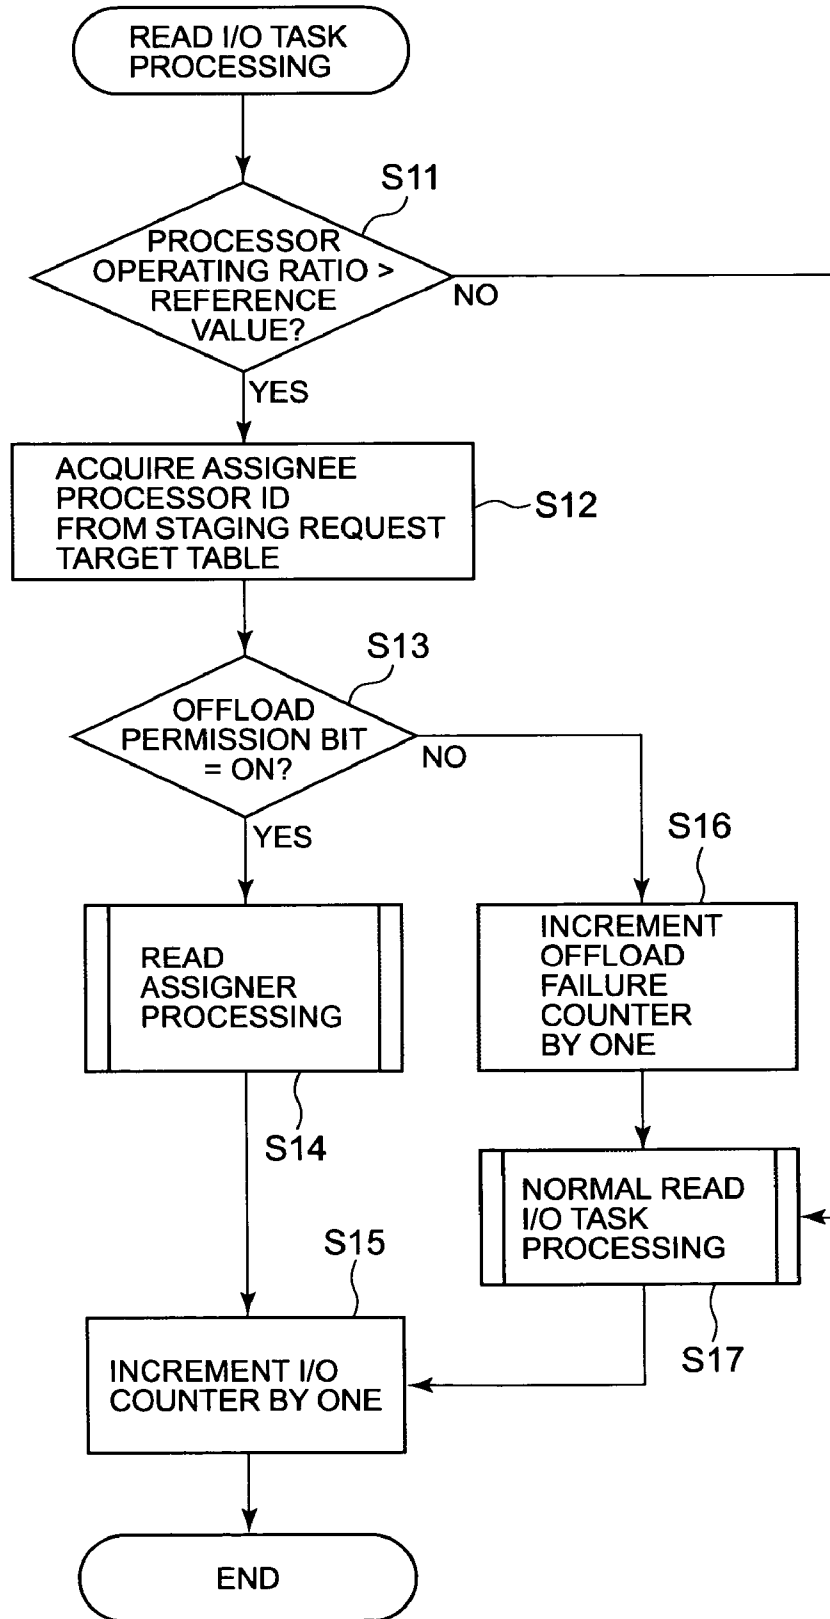 READ I/O TASK
PROCESSING
S11
PROCESSOR
OPERATING RATIO >
REFERENCE
VALUE?
NO
YES
ACQUIRE ASSIGNEE
PROCESSOR ID
FROM STAGING REQUEST
TARGET TABLE
S12
S13
OFFLOAD
PERMISSION BIT
= ON?
NO
YES
S16
READ
ASSIGNER
PROCESSING
S14
INCREMENT
OFFLOAD
FAILURE
COUNTER
BY ONE
NORMAL READ
I/O TASK
PROCESSING
S17
S15
INCREMENT I/O
COUNTER BY ONE
END